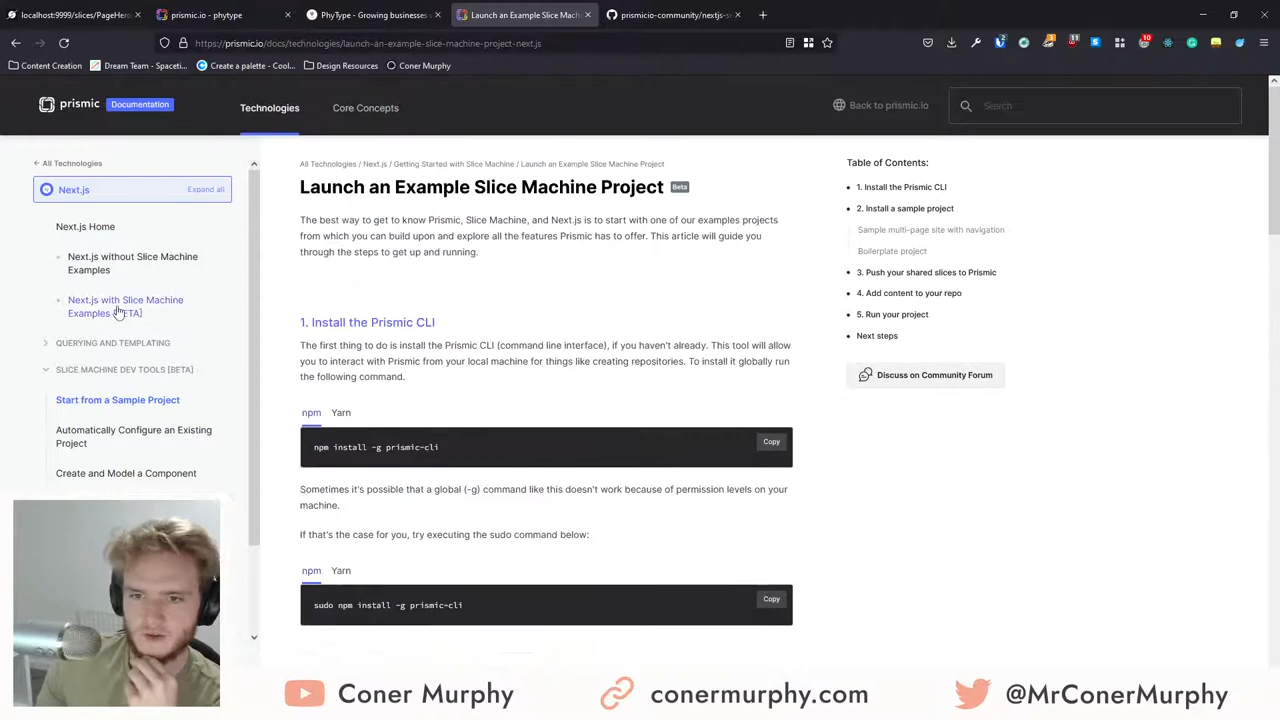 localhost:9999/slices/PageHero
prismic.io - phytype
PhyType - Growing businesses
Launch an Example Slice Mach
prismicio-community/nextjs-s
https://prismic.io/docs/technologies/launch-an-example-slice-machine-project-next.js
Content Creation
Dream Team - Spaceti...
Create a palette - Cool...
Design Resources
Coner Murphy
prismic
Documentation
Technologies
Core Concepts
Back to prismic.io
Search
All Technologies
Next.js
Expand all
Next.js Home
Next.js without Slice Machine
Examples
Next.js with Slice Machine
Examples [BETA]
QUERYING AND TEMPLATING
SLICE MACHINE DEV TOOLS [BETA]
Start from a Sample Project
Automatically Configure an Existing
Project
Create and Model a Component
All Technologies / Next.js / Getting Started with Slice Machine / Launch an Example Slice Machine Project
Launch an Example Slice Machine Project
Beta
The best way to get to know Prismic, Slice Machine, and Next.js is to start with one of our examples projects
from which you can build upon and explore all the features Prismic has to offer. This article will guide you
through the steps to get up and running.
1. Install the Prismic CLI
The first thing to do is install the Prismic CLI (command line interface), if you haven't already. This tool will allow
you to interact with Prismic from your local machine for things like creating repositories. To install it globally run
the following command.
npm
Yarn
npm install -g prismic-cli
Copy
Sometimes it's possible that a global (-g) command like this doesn't work because of permission levels on your
machine.
If that's the case for you, try executing the sudo command below:
npm
Yarn
sudo npm install -g prismic-cli
Copy
Table of Contents:
1. Install the Prismic CLI
2. Install a sample project
Sample multi-page site with navigation
Boilerplate project
3. Push your shared slices to Prismic
4. Add content to your repo
5. Run your project
Next steps
Discuss on Community Forum
Coner Murphy
conermurphy.com
@MrConerMurphy